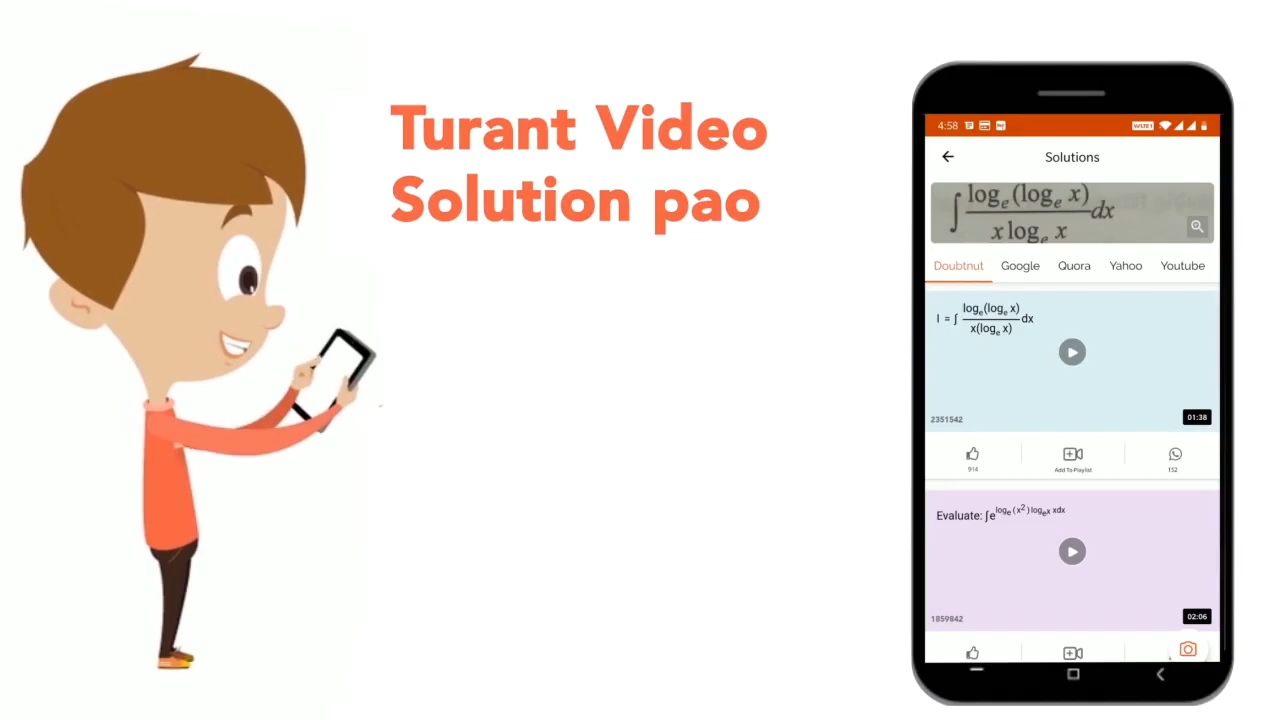 Turant Video
Solution pao
4:58
VoLTE1
Solutions
∫ logₑ(logₑ x) / x logₑ x dx
Doubtnut Google Quora Yahoo Youtube
I = ∫ logₑ(logₑ x) / x(logₑ x) dx
2351542 01:38
914 Add To Playlist 152
Evaluate: ∫e^logₑ(x²)logₑx xdx
1859842 02:06